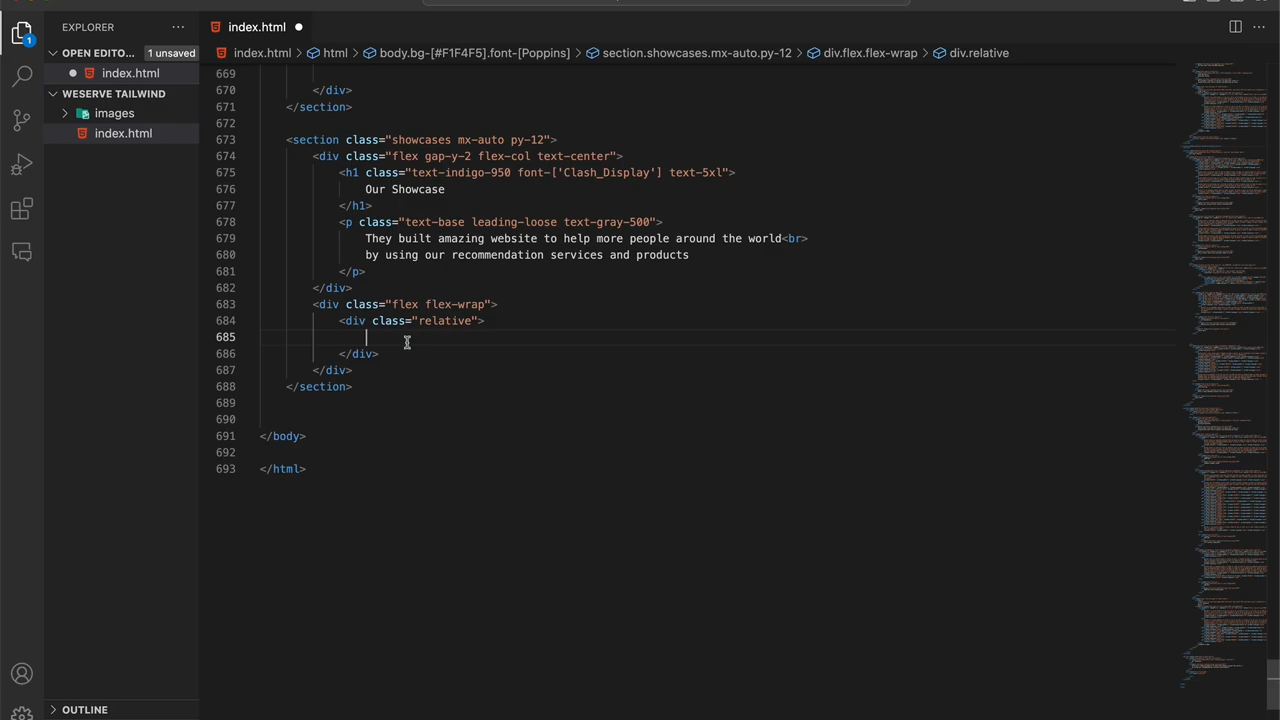 EXPLORER
index.html
OPEN EDITO...
1 unsaved
index.html
index.html
html
body.bg-[#F1F4F5].font-[Poppins]
section.showcases.mx-auto.py-12
div.flex.flex-wrap
div.relative
WESERVE TAILWIND
images
index.html
669
670 </div>
671 </section>
672
673 <section class="showcases mx-auto py-12">
674 <div class="flex gap-y-2 flex-col text-center">
675 <h1 class="text-indigo-950 font-['Clash_Display'] text-5xl">
676 Our Showcase
677 </h1>
678 <p class="text-base leading-loose text-gray-500">
679 They built amazing website help more people around the world<br>
680 by using our recommmission services and products
681 </p>
682 </div>
683 <div class="flex flex-wrap">
684 <div class="relative">
685
686 </div>
687 </div>
688 </section>
689
690
691 </body>
692
693 </html>
1
OUTLINE